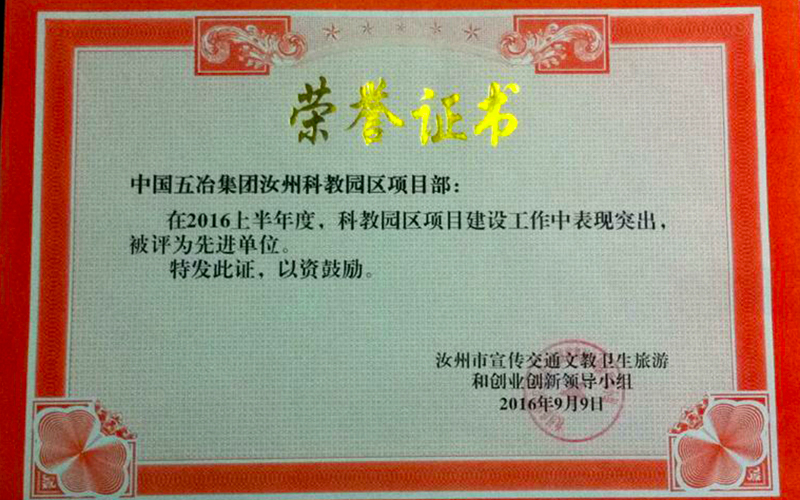 荣誉证书
中国五冶集团汝州科教园区项目部：
在2016上半年度，科教园区项目建设工作中表现突出，
被评为先进单位。
特发此证，以资鼓励。
汝州市宣传交通文教卫生旅游
和创业创新领导小组
2016年9月9日